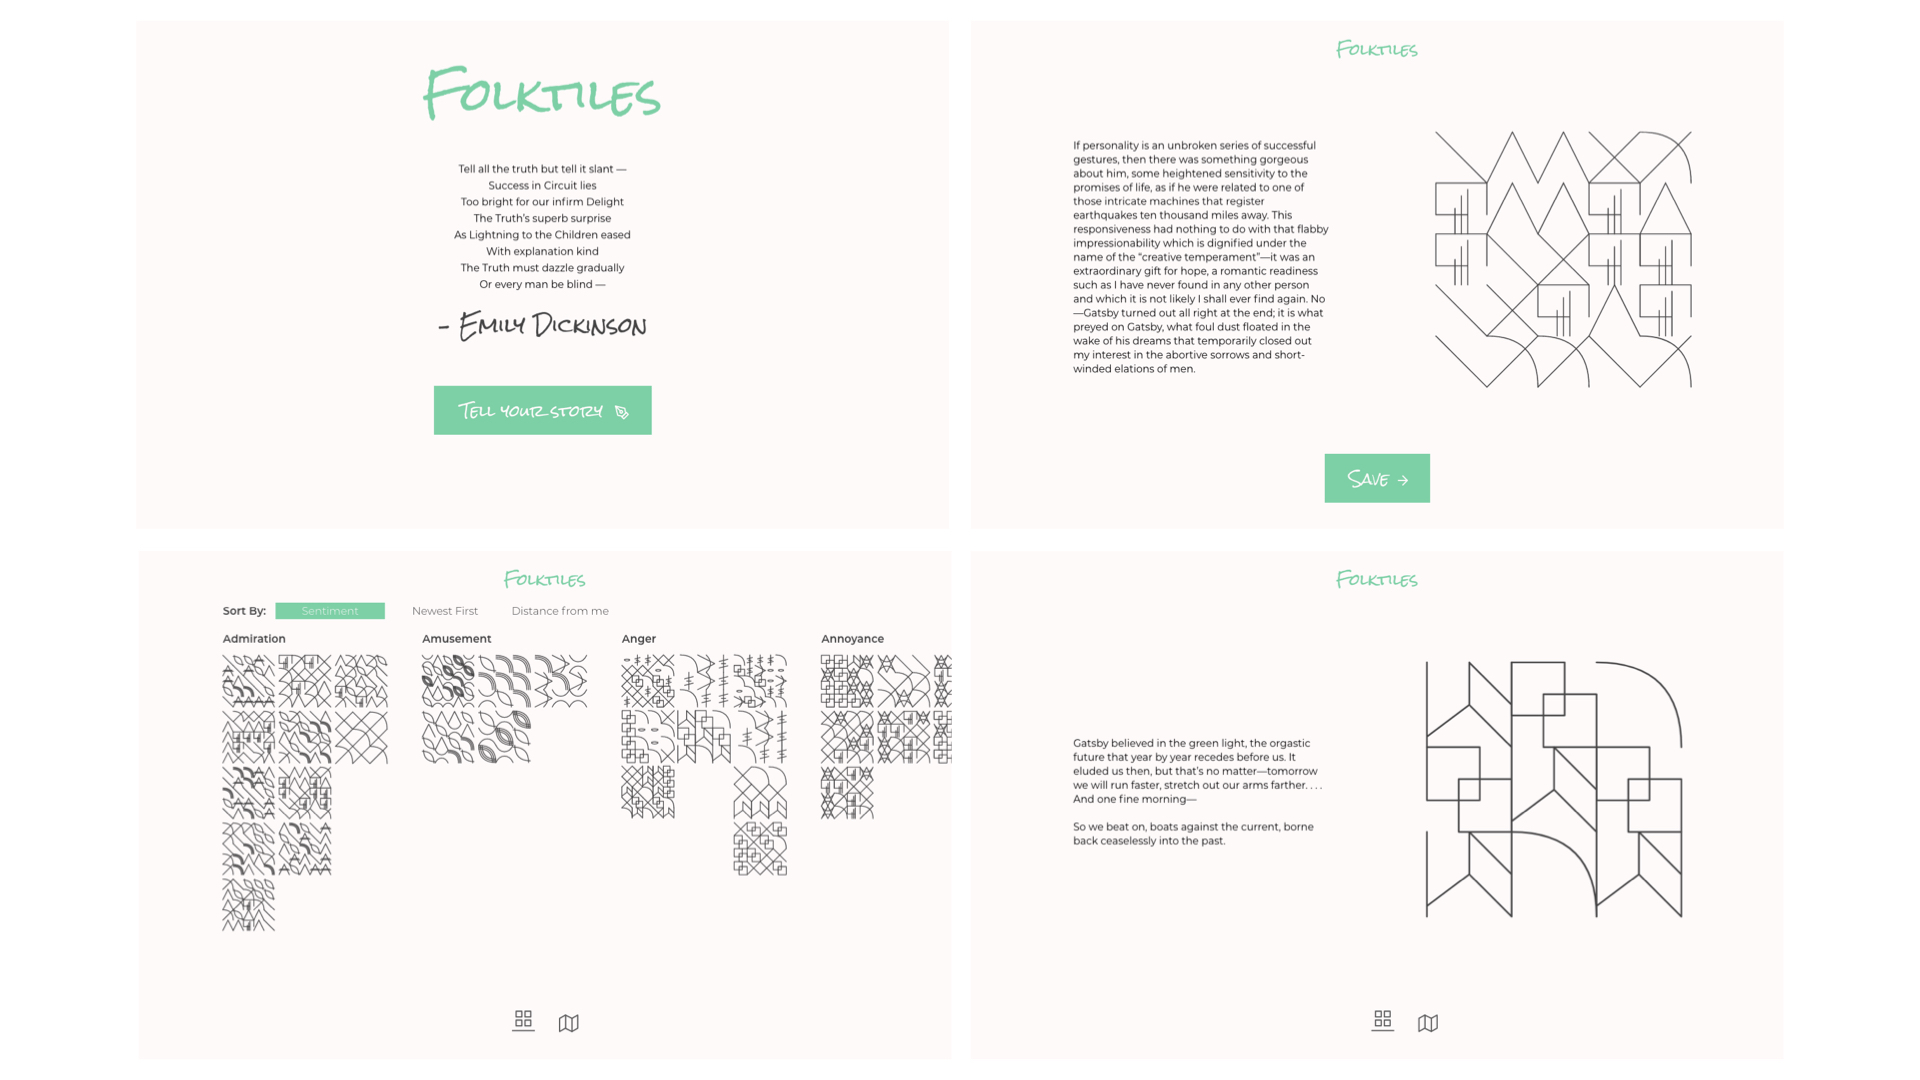 Folktiles
Tell all the truth but tell it slant —
Success in Circuit lies
Too bright for our infirm Delight
The Truth's superb surprise
As Lightning to the Children eased
With explanation kind
The Truth must dazzle gradually
Or every man be blind —
- Emily Dickinson
Tell your story
Folktiles
If personality is an unbroken series of successful
gestures, then there was something gorgeous
about him, some heightened sensitivity to the
promises of life, as if he were related to one of
those intricate machines that register
earthquakes ten thousand miles away. This
responsiveness had nothing to do with that flabby
impressionability which is dignified under the
name of the “creative temperament”—it was an
extraordinary gift for hope, a romantic readiness
such as I have never found in any other person
and which it is not likely I shall ever find again. No
—Gatsby turned out all right at the end; it is what
preyed on Gatsby, what foul dust floated in the
wake of his dreams that temporarily closed out
my interest in the abortive sorrows and short-
winded elations of men.
Save →
Folktiles
Sort By: Sentiment Newest First Distance from me
Admiration Amusement Anger Annoyance
Folktiles
Gatsby believed in the green light, the orgastic
future that year by year recedes before us. It
eluded us then, but that's no matter—tomorrow
we will run faster, stretch out our arms farther. . . .
And one fine morning—
So we beat on, boats against the current, borne
back ceaselessly into the past.